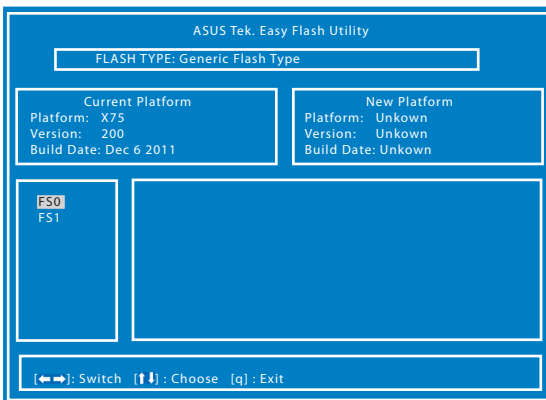 ASUS Tek. Easy Flash Utility
FLASH TYPE: Generic Flash Type
Current Platform
Platform: X75
Version: 200
Build Date: Dec 6 2011
New Platform
Platform: Unkown
Version: Unkown
Build Date: Unkown
FS0
FS1
[⬅➡]: Switch [⬆⬇] : Choose [q] : Exit